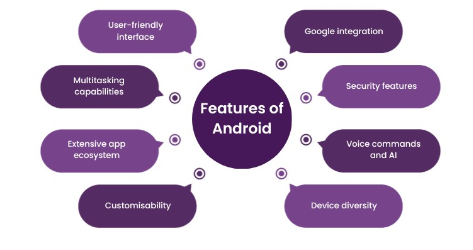 User-friendly
interface
Google integration
Multitasking
capabilities
Security features
Features of
Android
Extensive app
ecosystem
Voice commands
and AI
Customisability
Device diversity